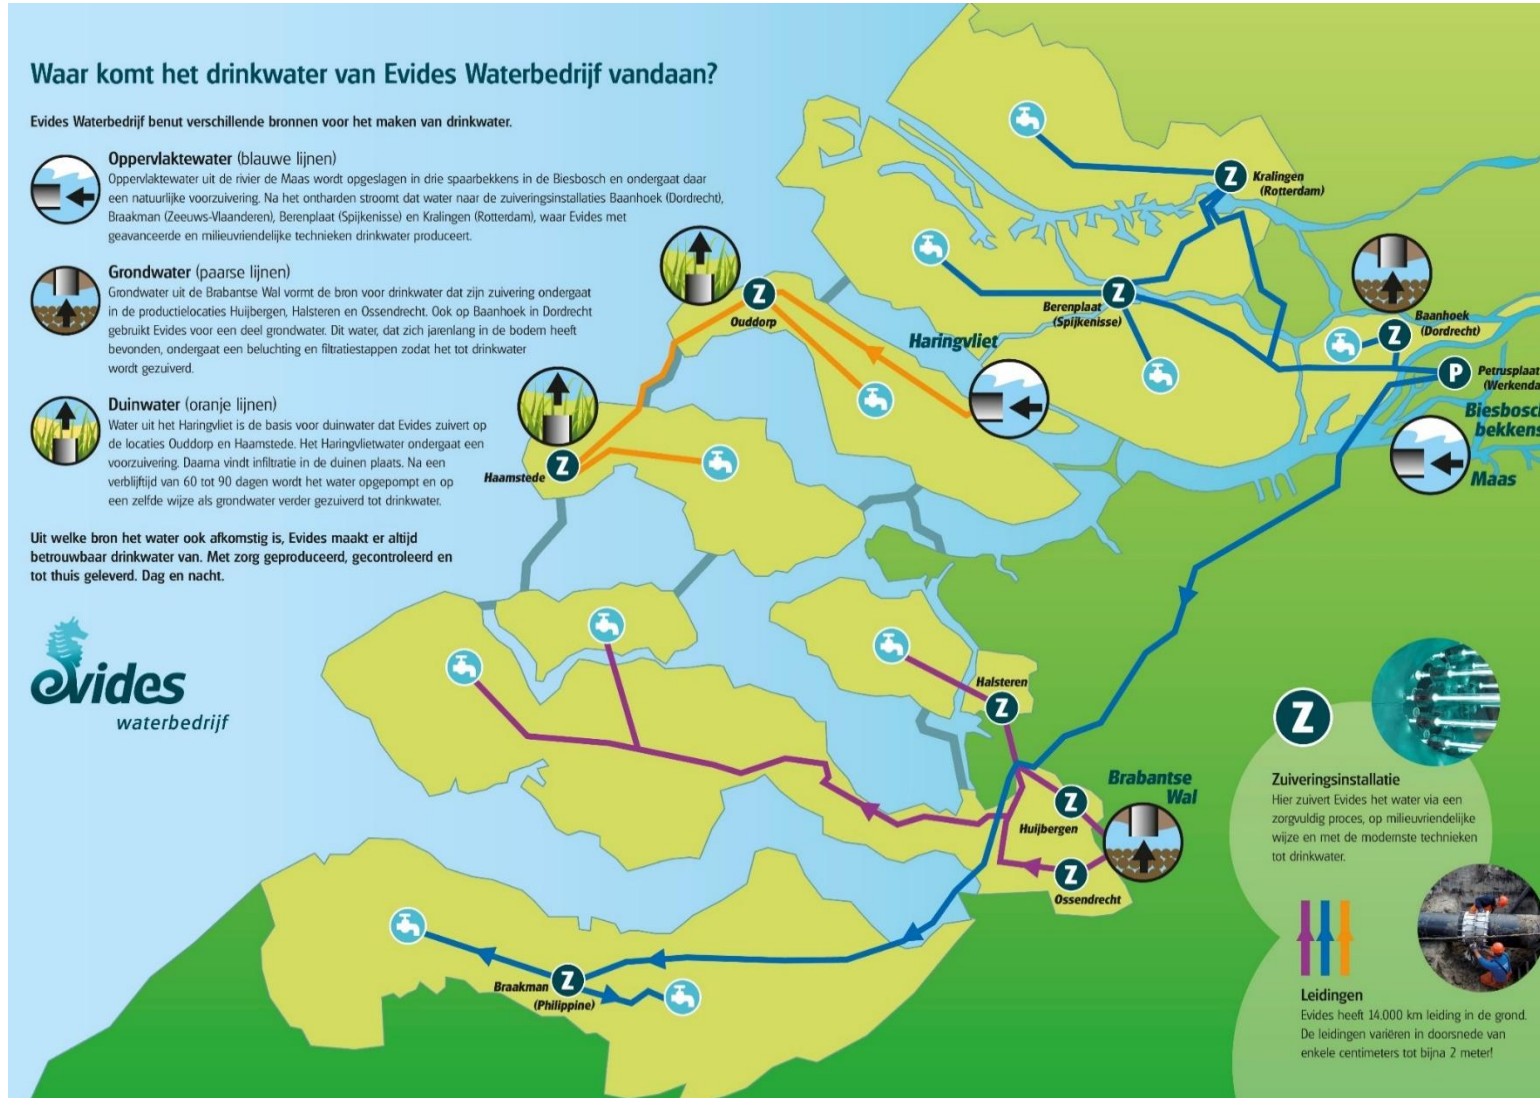 Waar komt het drinkwater van Evides Waterbedrijf vandaan?
Evides Waterbedrijf benut verschillende bronnen voor het maken van drinkwater.
Oppervlaktewater (blauwe lijnen)
Oppervlaktewater uit de rivier de Maas wordt opgeslagen in drie spaarbekkens in de Biesbosch en ondergaat daar
een natuurlijke voorzuivering. Na het ontharden stroomt dat water naar de zuiveringsinstallaties Baanhoek (Dordrecht),
Braakman (Zeeuws-Vlaanderen), Berenplaat (Spijkenisse) en Kralingen (Rotterdam), waar Evides met
geavanceerde en milieuvriendelijke technieken drinkwater produceert.
Grondwater (paarse lijnen)
Grondwater uit de Brabantse Wal vormt de bron voor drinkwater dat zijn zuivering ondergaat
in de productielocaties Huijbergen, Halsteren en Ossendrecht. Ook op Baanhoek in Dordrecht
gebruikt Evides voor een deel grondwater. Dit water, dat zich jarenlang in de bodem heeft
bevonden, ondergaat een beluchting en filtratiestappen zodat het tot drinkwater
wordt gezuiverd.
Duinwater (oranje lijnen)
Water uit het Haringvliet is de basis voor duinwater dat Evides zuivert op
de locaties Ouddorp en Haamstede. Het Haringvlietwater ondergaat een
voorzuivering. Daarna vindt infiltratie in de duinen plaats. Na een
verblijftijd van 60 tot 90 dagen wordt het water opgepompt en op
een zelfde wijze als grondwater verder gezuiverd tot drinkwater.
Uit welke bron het water ook afkomstig is, Evides maakt er altijd
betrouwbaar drinkwater van. Met zorg geproduceerd, gecontroleerd en
tot thuis geleverd. Dag en nacht.
evides
waterbedrijf
Z
Kralingen
(Rotterdam)
Z
Ouddorp
Z
Berenplaat
(Spijkenisse)
Haringvliet
Z
Baanhoek
(Dordrecht)
P
Petrusplaat
(Werkenda
Biesbosch
bekkens
Maas
Z
Haamstede
Z
Halsteren
Z
Huijbergen
Brabantse
Wal
Z
Ossendrecht
Z
Braakman
(Philippine)
Z
Zuiveringsinstallatie
Hier zuivert Evides het water via een
zorgvuldig proces, op milieuvriendelijke
wijze en met de modernste technieken
tot drinkwater.
Leidingen
Evides heeft 14.000 km leiding in de grond.
De leidingen variëren in doorsnede van
enkele centimeters tot bijna 2 meter!